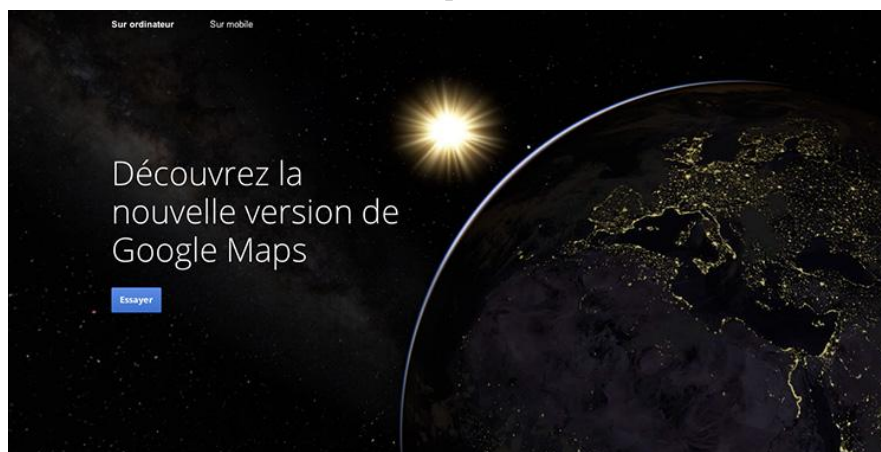 Sur ordinateur Sur mobile
Découvrez la
nouvelle version de
Google Maps
Essayer